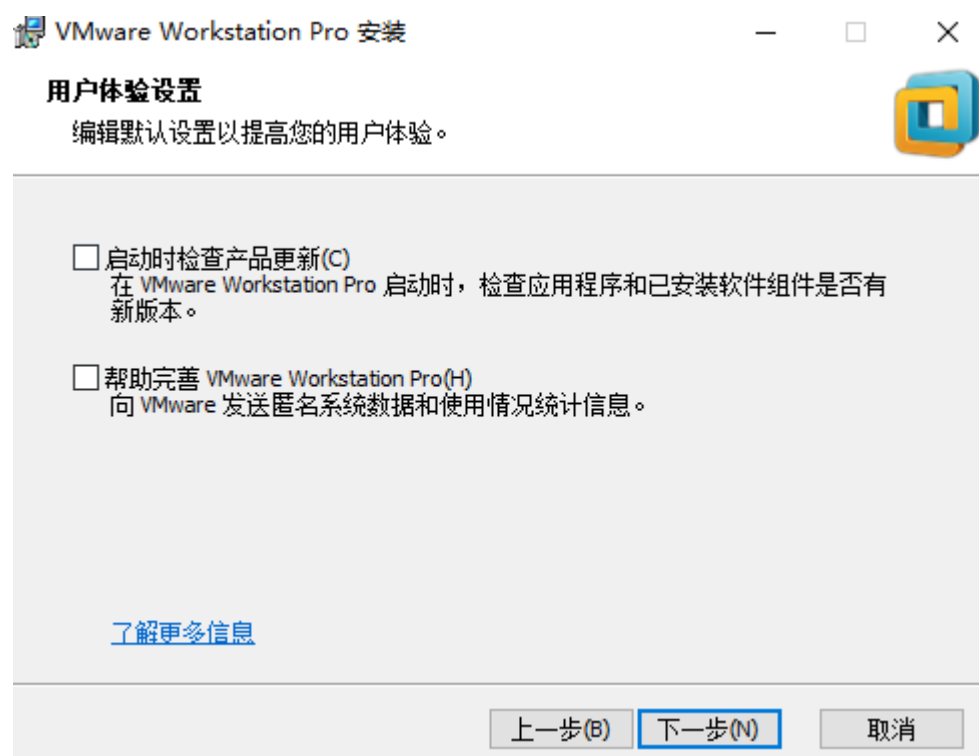 VMware Workstation Pro 安装
用户体验设置
编辑默认设置以提高您的用户体验。
启动时检查产品更新(C)
在 VMware Workstation Pro 启动时，检查应用程序和已安装软件组件是否有
新版本。
帮助完善 VMware Workstation Pro(H)
向 VMware 发送匿名系统数据和使用情况统计信息。
了解更多信息
上一步(B) 下一步(N) 取消